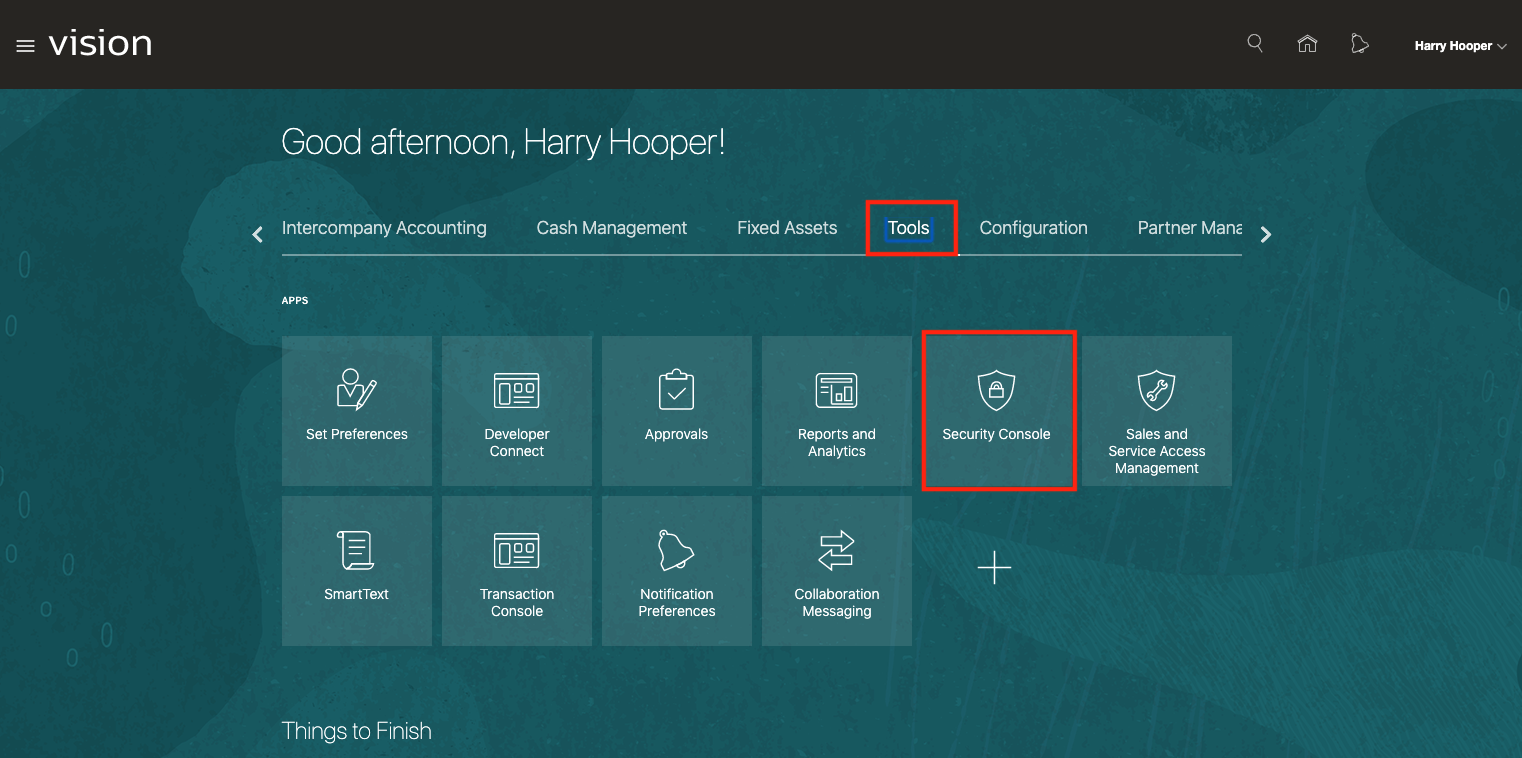 vision
Harry Hooper
Good afternoon, Harry Hooper!
Intercompany Accounting
Cash Management
Fixed Assets
Tools
Configuration
Partner Mana
APPS
Set Preferences
Developer
Connect
Approvals
Reports and
Analytics
Security Console
Sales and
Service Access
Management
SmartText
Transaction
Console
Notification
Preferences
Collaboration
Messaging
Things to Finish